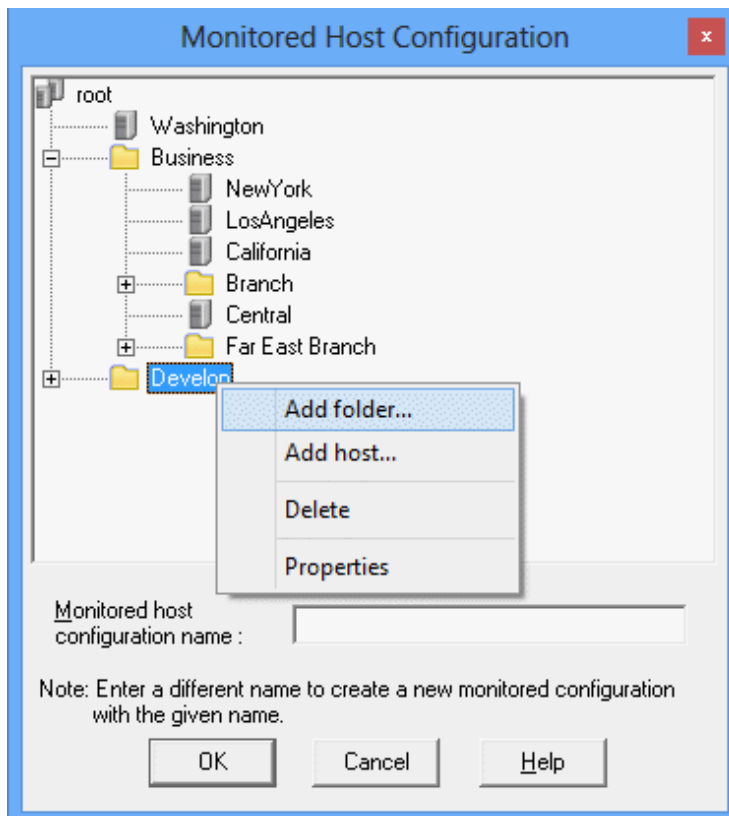 Monitored Host Configuration
x
root
Washington
Business
NewYork
LosAngeles
California
Branch
Central
Far East Branch
Develop
Add folder...
Add host...
Delete
Properties
Monitored host
configuration name :
Note: Enter a different name to create a new monitored configuration
with the given name.
OK
Cancel
Help